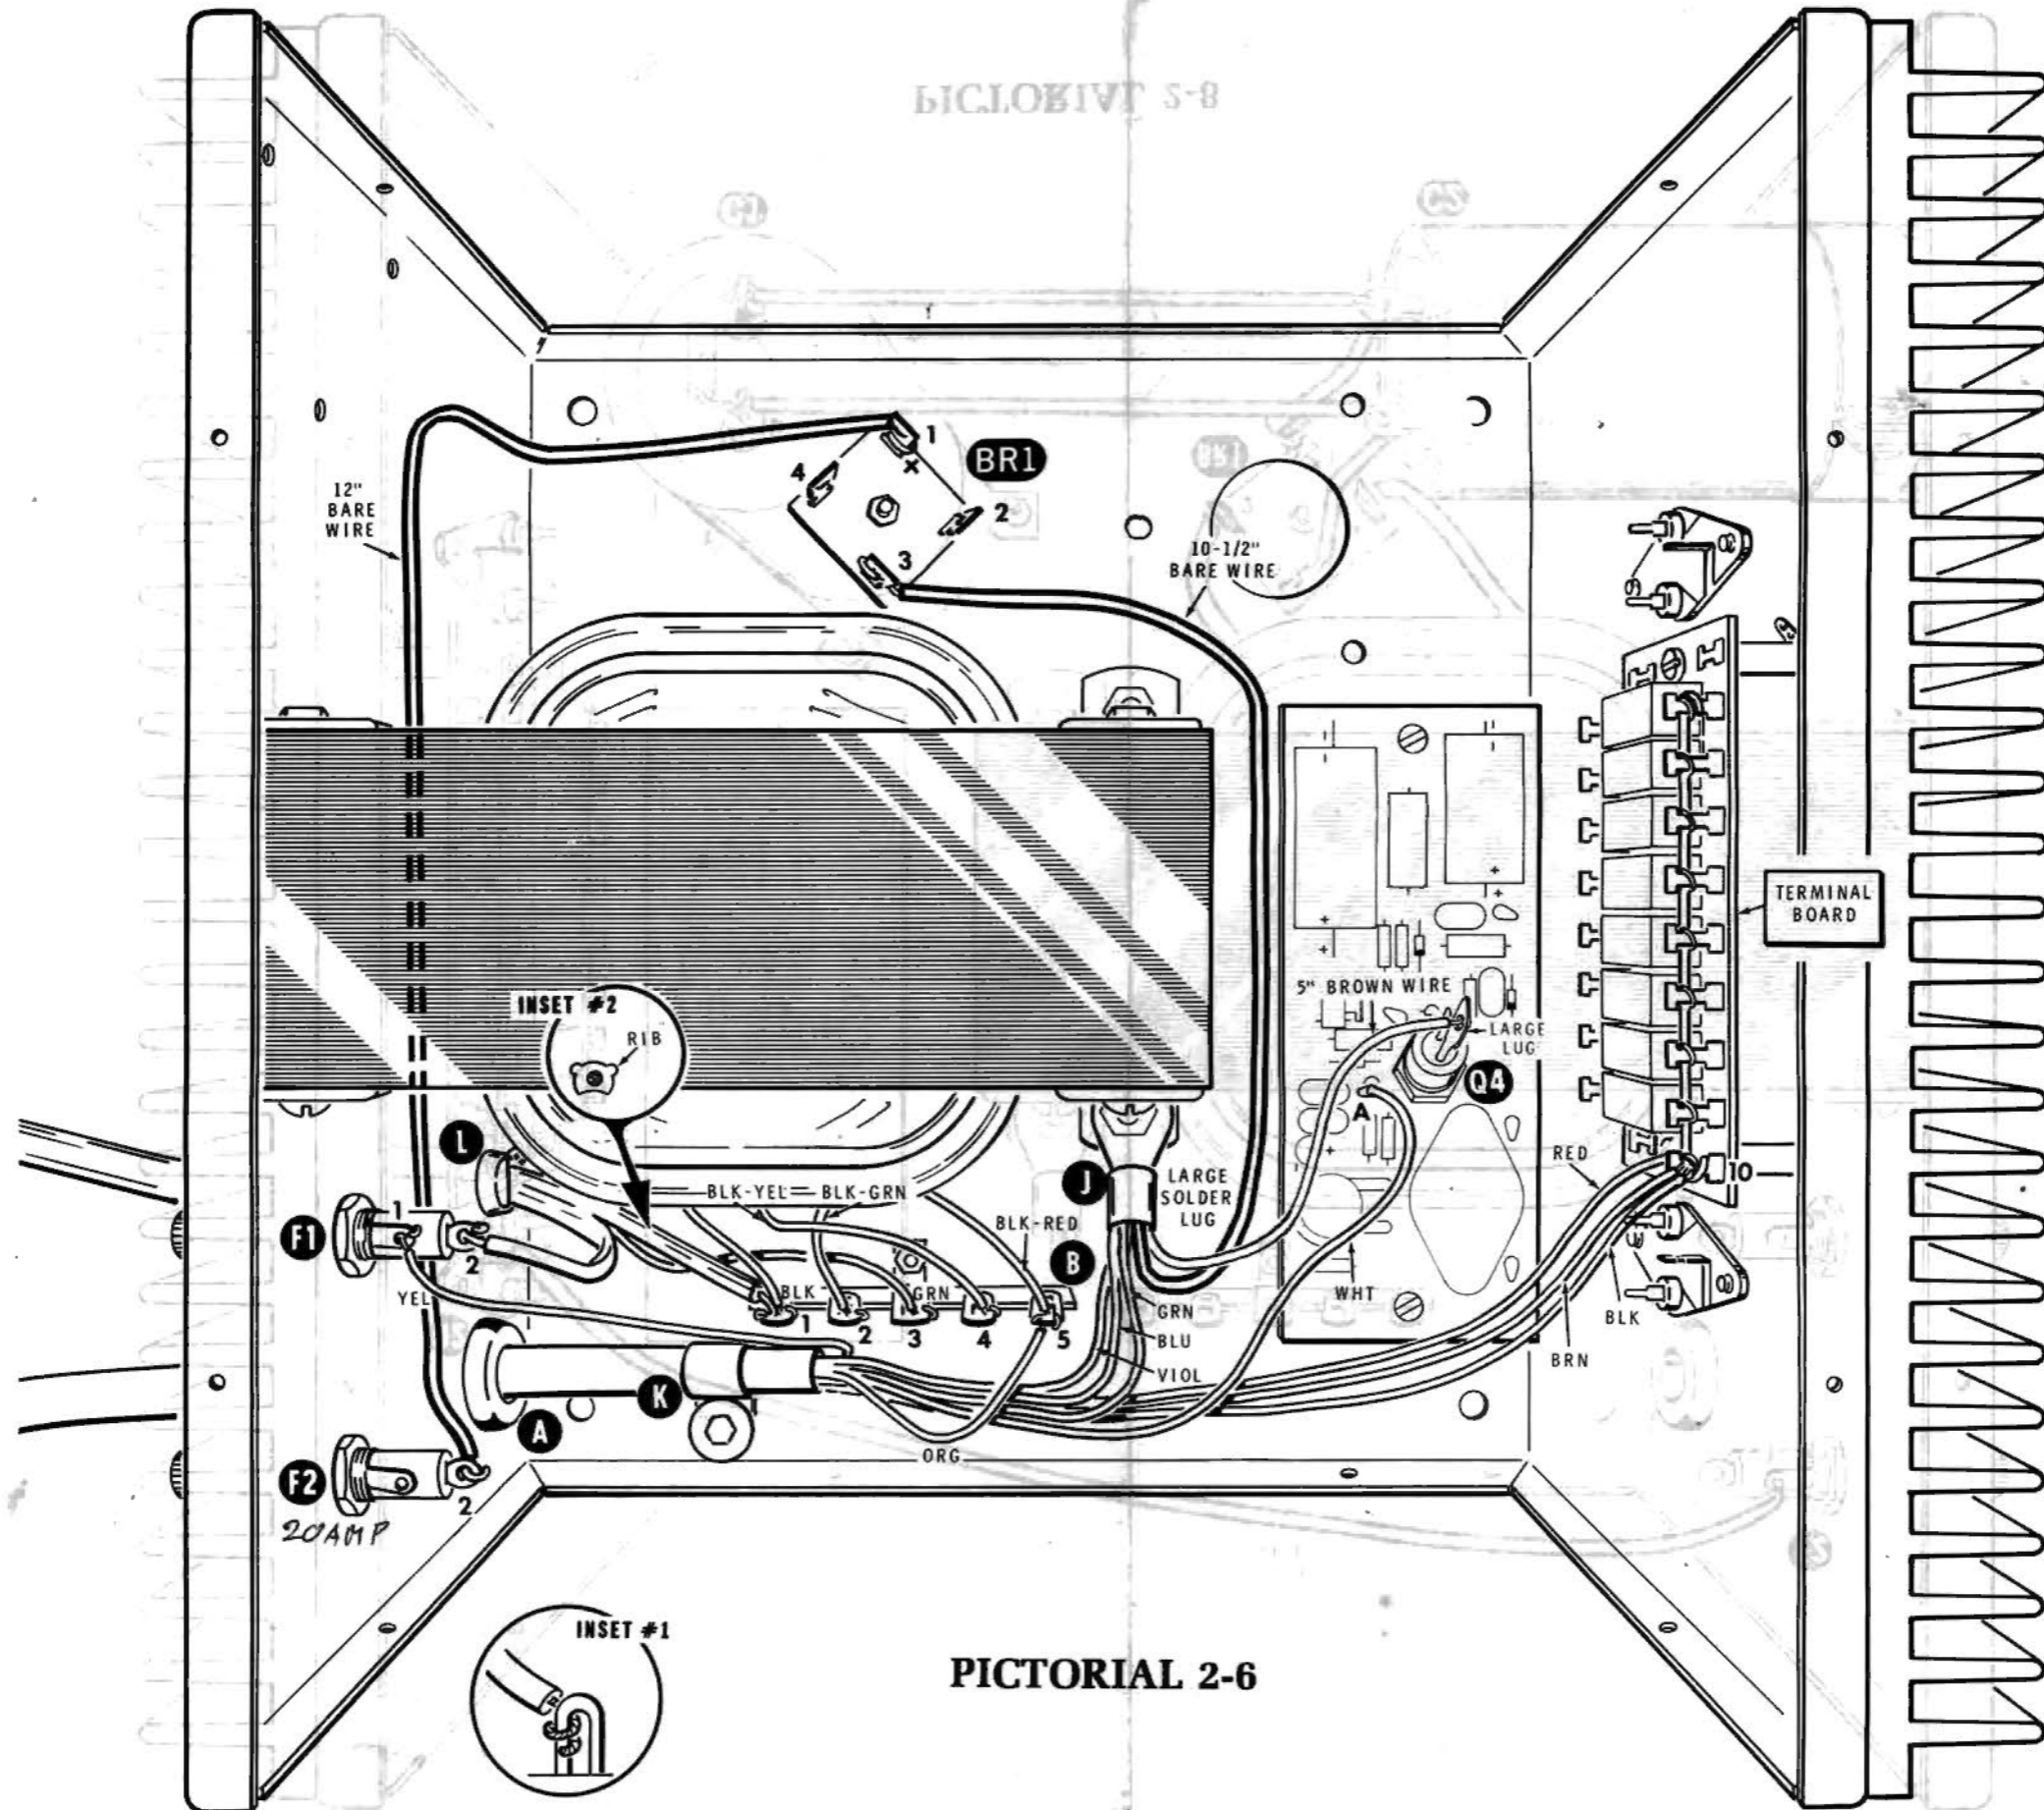 PICTORIAL 2-8
C1
C2
1
BR1
4
2
3
12"
BARE
WIRE
10-1/2"
BARE WIRE
TERMINAL
BOARD
5" BROWN WIRE
LARGE
LUG
Q4
A
INSET #2
RIB
L
J
LARGE
SOLDER
LUG
BLK-YEL
BLK-GRN
BLK-RED
RED
10
F1
1
2
YEL
B
BLK
GRN
1
2
3
4
5
GRN
BLU
VIOL
WHT
BLK
BRN
K
A
ORG
F2
2
20AMP
INSET #1
PICTORIAL 2-6